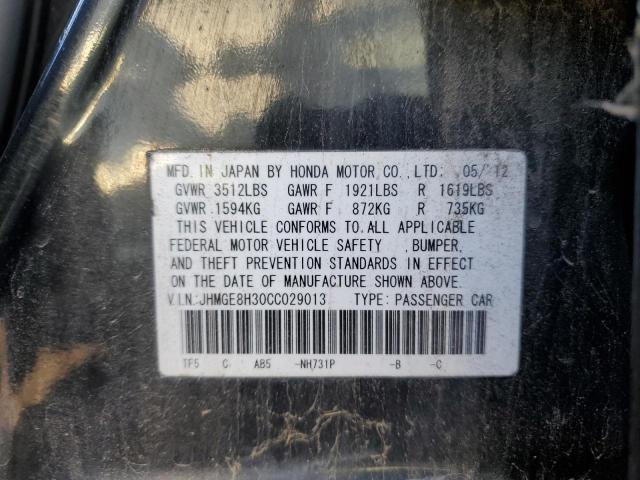 MFD. IN JAPAN BY HONDA MOTOR CO., LTD. 05/12
GVWR 3512LBS GAWR F 1921LBS R 1619LBS
GVWR 1594KG GAWR F 872KG R 735KG
THIS VEHICLE CONFORMS TO ALL APPLICABLE
FEDERAL MOTOR VEHICLE SAFETY ,BUMPER,
AND THEFT PREVENTION STANDARDS IN EFFECT
ON THE DATE OF MANUFACTURE SHOWN ABOVE.
V.I.N:JHMGE8H30CC029013 TYPE: PASSENGER CAR
TF5 C AB5 -NH731P -B -C